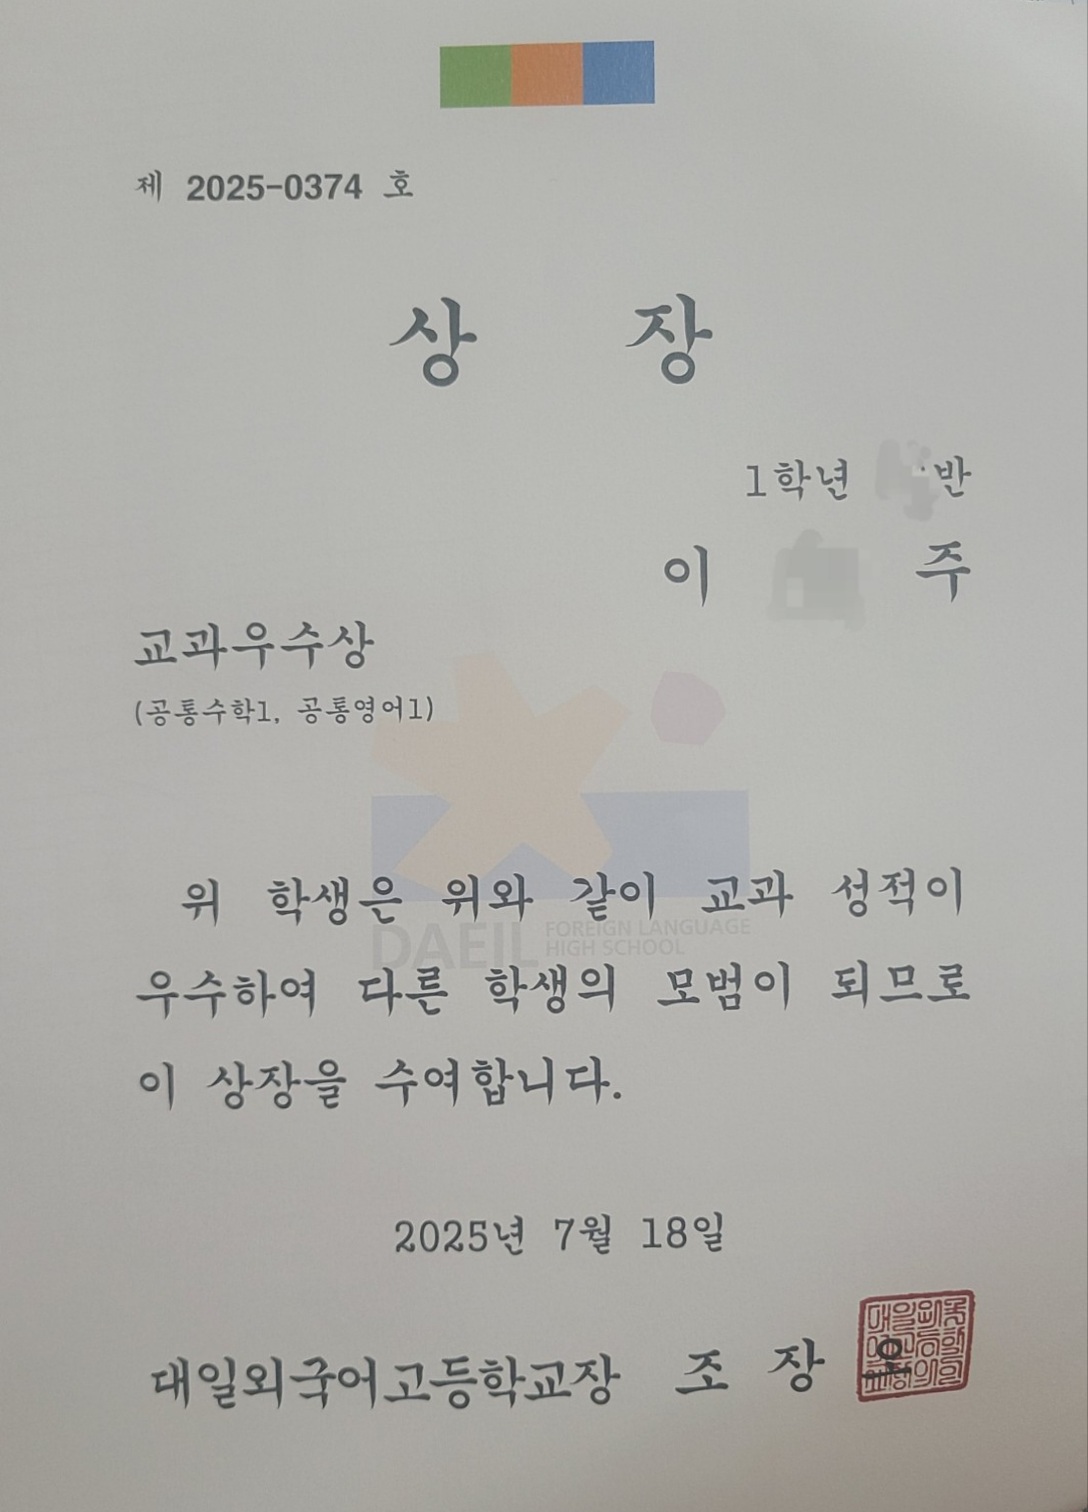 제 2025-0374 호
상 장
1학년 반
이 주
교과우수상
(공통수학1, 공통영어1)
위 학생은 위와 같이 교과 성적이
DAEIL FOREIGN LANGUAGE
HIGH SCHOOL
우수하여 다른 학생의 모범이 되므로
이 상장을 수여합니다.
2025년 7월 18일
대일외국어고등학교장 조 장 오